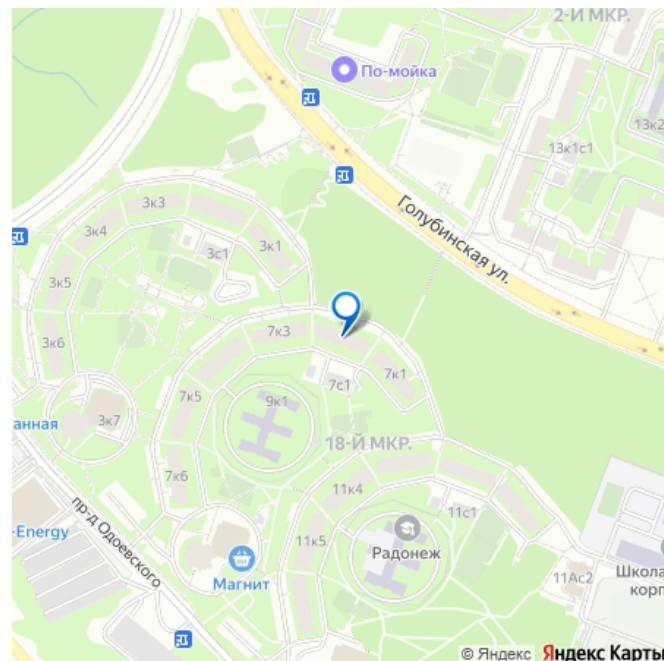 2-Й МКР.
По-мойка
13к2
13к1с1
Голубинская ул.
3к3
3к4
3с1
3к1
3к5
3к6
7к3
7к1
7с1
7к5
9к1
3к7
анная
18-Й МКР.
7к6
11к4
11с1
пр-д Одоевского
-Energy
11к5
Радонеж
Магнит
11Ас2
Школа
корп
© Яндекс Яндекс Карты